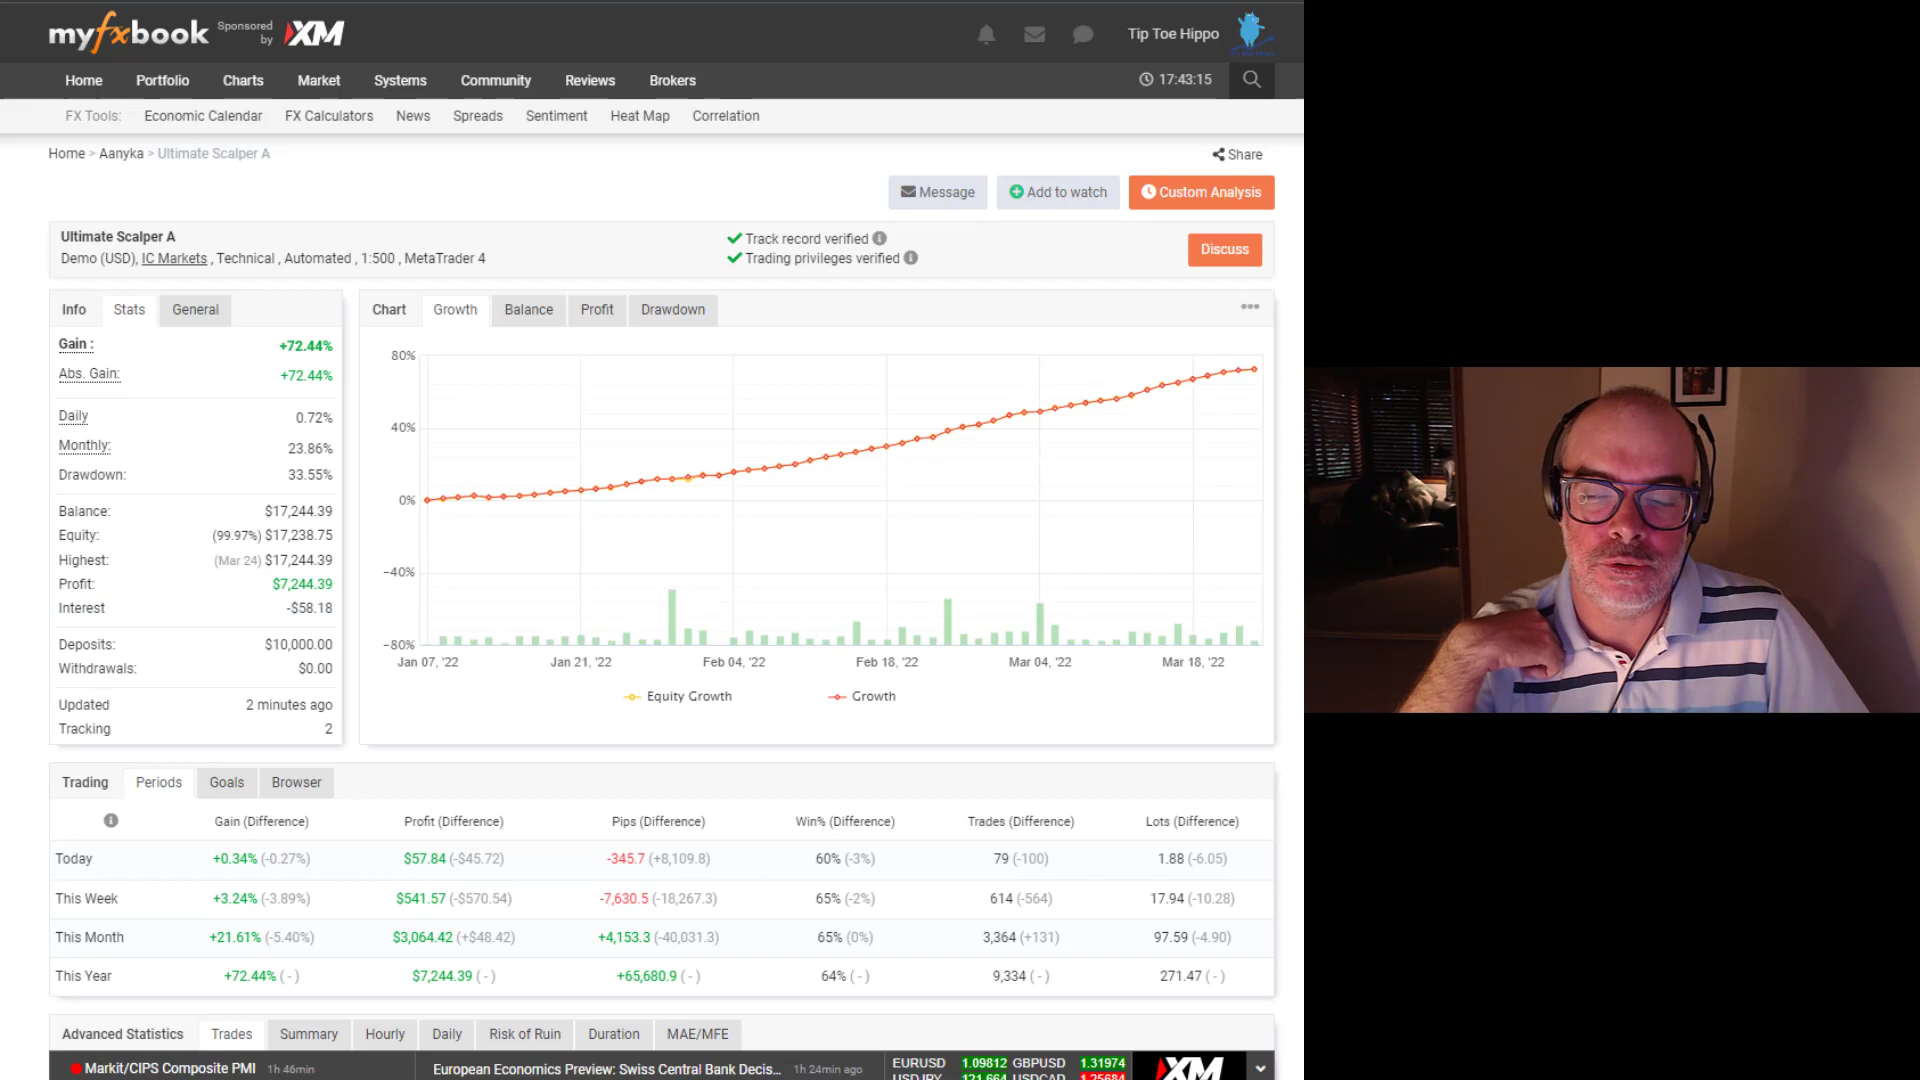 myfxbook Sponsored by XM
Tip Toe Hippo
Home Portfolio Charts Market Systems Community Reviews Brokers 17:43:15
FX Tools: Economic Calendar FX Calculators News Spreads Sentiment Heat Map Correlation
Home > Aanyka > Ultimate Scalper A Share
Message Add to watch Custom Analysis
Ultimate Scalper A
Demo (USD), IC Markets , Technical , Automated , 1:500 , MetaTrader 4
Track record verified
Trading privileges verified
Discuss
Info Stats General
Gain : +72.44%
Abs. Gain: +72.44%
Daily 0.72%
Monthly: 23.86%
Drawdown: 33.55%
Balance: $17,244.39
Equity: (99.97%) $17,238.75
Highest: (Mar 24) $17,244.39
Profit: $7,244.39
Interest -$58.18
Deposits: $10,000.00
Withdrawals: $0.00
Updated 2 minutes ago
Tracking 2
Chart Growth Balance Profit Drawdown
80%
40%
0%
-40%
-80%
Jan 07, '22 Jan 21, '22 Feb 04, '22 Feb 18, '22 Mar 04, '22 Mar 18, '22
Equity Growth Growth
Trading Periods Goals Browser
Gain (Difference) Profit (Difference) Pips (Difference) Win% (Difference) Trades (Difference) Lots (Difference)
Today +0.34% (-0.27%) $57.84 (-$45.72) -345.7 (+8,109.8) 60% (-3%) 79 (-100) 1.88 (-6.05)
This Week +3.24% (-3.89%) $541.57 (-$570.54) -7,630.5 (-18,267.3) 65% (-2%) 614 (-564) 17.94 (-10.28)
This Month +21.61% (-5.40%) $3,064.42 (+$48.42) +4,153.3 (-40,031.3) 65% (0%) 3,364 (+131) 97.59 (-4.90)
This Year +72.44% ( - ) $7,244.39 ( - ) +65,680.9 ( - ) 64% ( - ) 9,334 ( - ) 271.47 ( - )
Advanced Statistics Trades Summary Hourly Daily Risk of Ruin Duration MAE/MFE
Markit/CIPS Composite PMI 1h 46min European Economics Preview: Swiss Central Bank Decis... 1h 24min ago EURUSD 1.09812 GBPUSD 1.31974 XM
USDJPY 121.664 USDCAD 1.25684